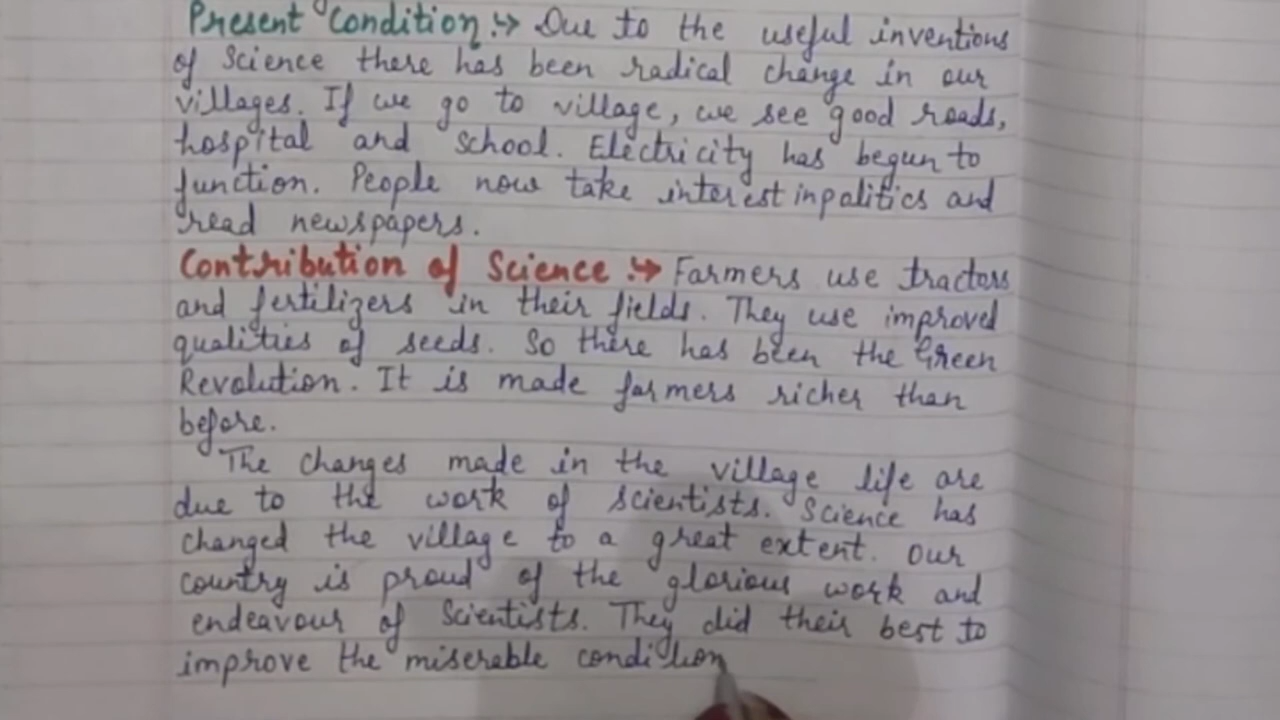 Present Condition :→ Due to the useful inventions
of Science there has been radical change in our
villages. If we go to village, we see good roads,
hospital and school. Electricity has begun to
function. People now take interest in politics and
read newspapers.
Contribution of Science :→ Farmers use tractors
and fertilizers in their fields. They use improved
qualities of seeds. So there has been the Green
Revolution. It is made farmers richer than
before.
The changes made in the village life are
due to the work of scientists. Science has
changed the village to a great extent. Our
country is proud of the glorious work and
endeavour of Scientists. They did their best to
improve the miserable condition